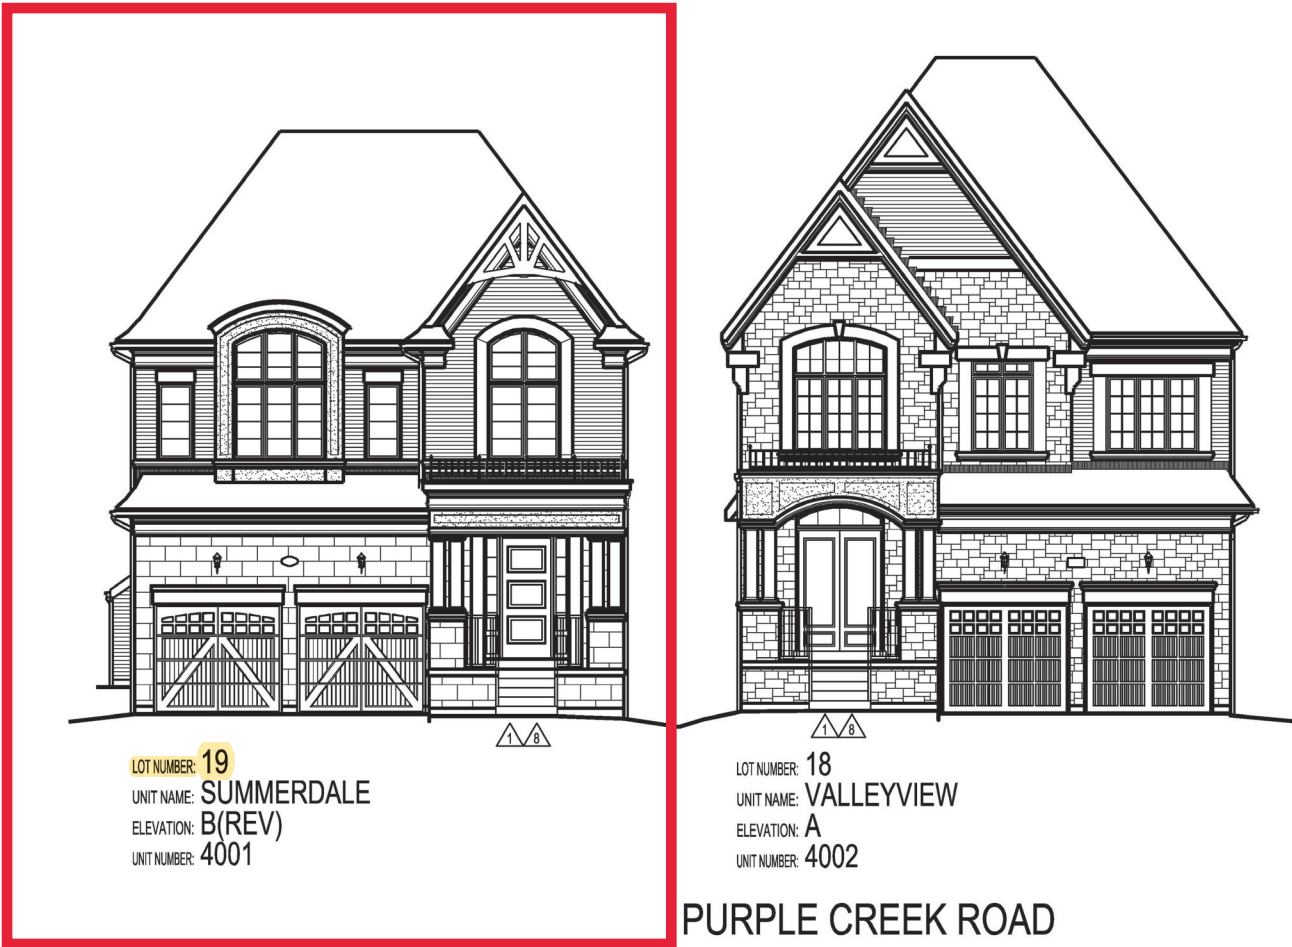 1 8
LOT NUMBER: 19
UNIT NAME: SUMMERDALE
ELEVATION: B(REV)
UNIT NUMBER: 4001
1 8
LOT NUMBER: 18
UNIT NAME: VALLEYVIEW
ELEVATION: A
UNIT NUMBER: 4002
PURPLE CREEK ROAD